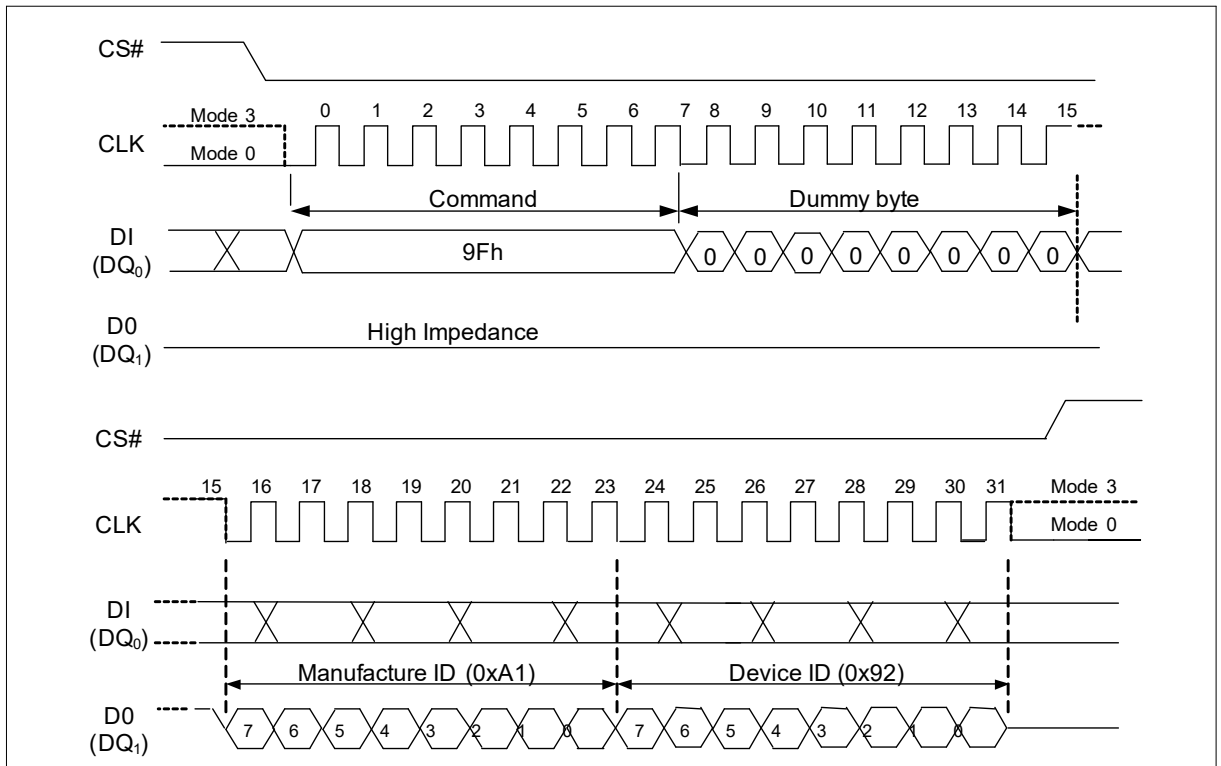 CS#
Mode 3
0 1 2 3 4 5 6 7 8 9 10 11 12 13 14 15
CLK
Mode 0
Command
Dummy byte
DI
(DQ₀)
9Fh
0 0 0 0 0 0 0 0
D0
(DQ₁)
High Impedance
CS#
15 16 17 18 19 20 21 22 23 24 25 26 27 28 29 30 31
Mode 3
CLK
Mode 0
DI
(DQ₀)
Manufacture ID (0xA1)
Device ID (0x92)
D0
(DQ₁)
7 6 5 4 3 2 1 0 7 6 5 4 3 2 1 0